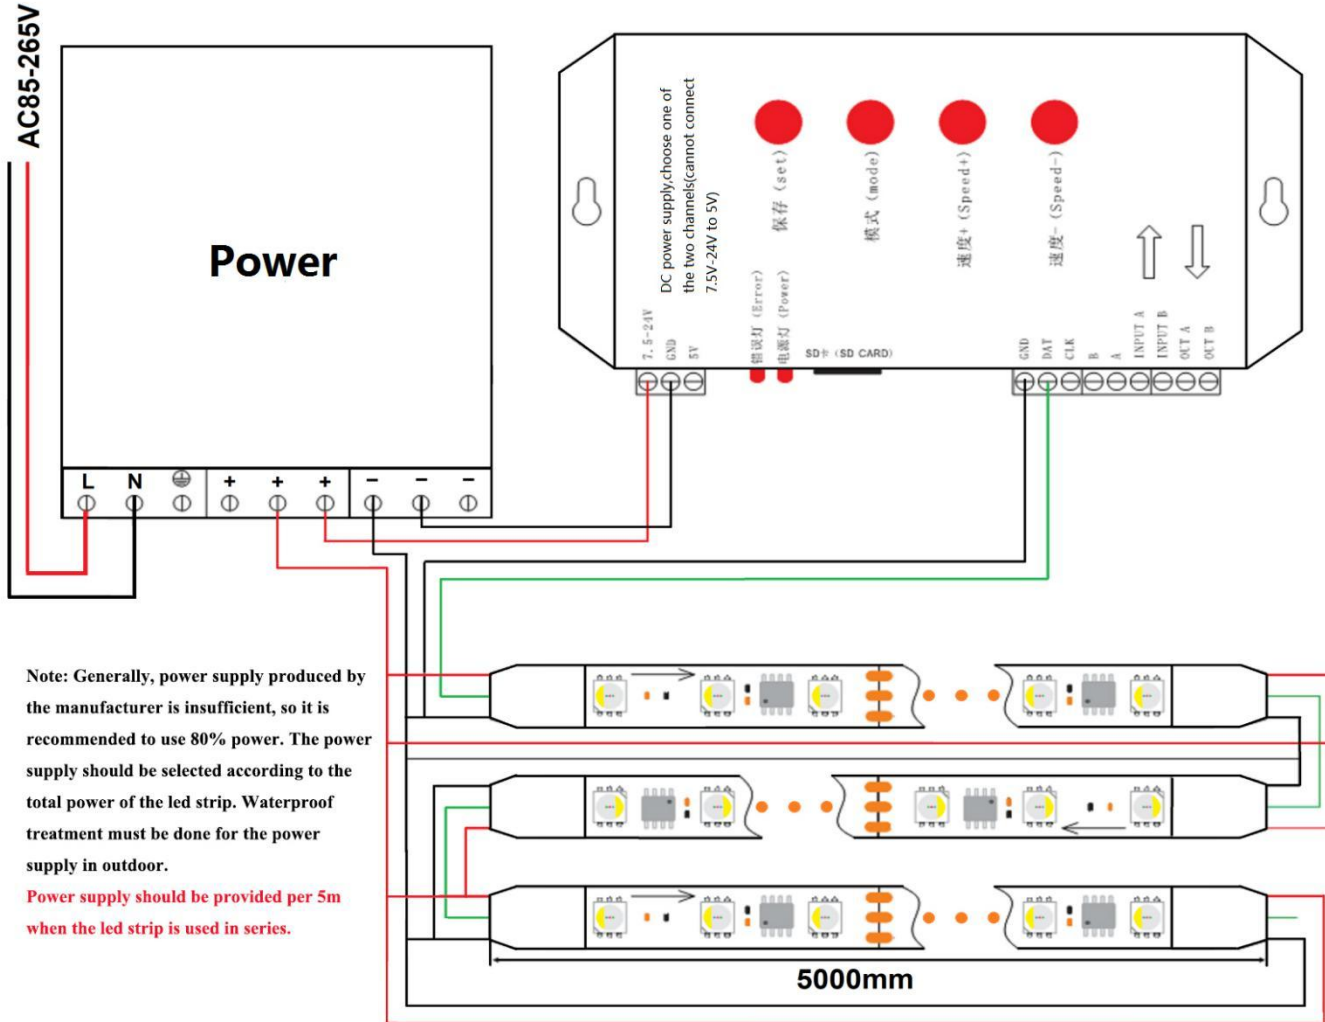 AC85-265V
Power
L N + + + − − −
DC power supply,choose one of
the two channels(cannot connect
7.5V-24V to 5V)
保存 (set)
模式 (mode)
速度+ (Speed+)
速度- (Speed-)
7.5-24V
GND
5V
错误灯 (Error)
电源灯 (Power)
SD卡 (SD CARD)
GND
DAT
CLK
B
A
INPUT A
INPUT B
OUT A
OUT B
Note: Generally, power supply produced by
the manufacturer is insufficient, so it is
recommended to use 80% power. The power
supply should be selected according to the
total power of the led strip. Waterproof
treatment must be done for the power
supply in outdoor.
Power supply should be provided per 5m
when the led strip is used in series.
5000mm